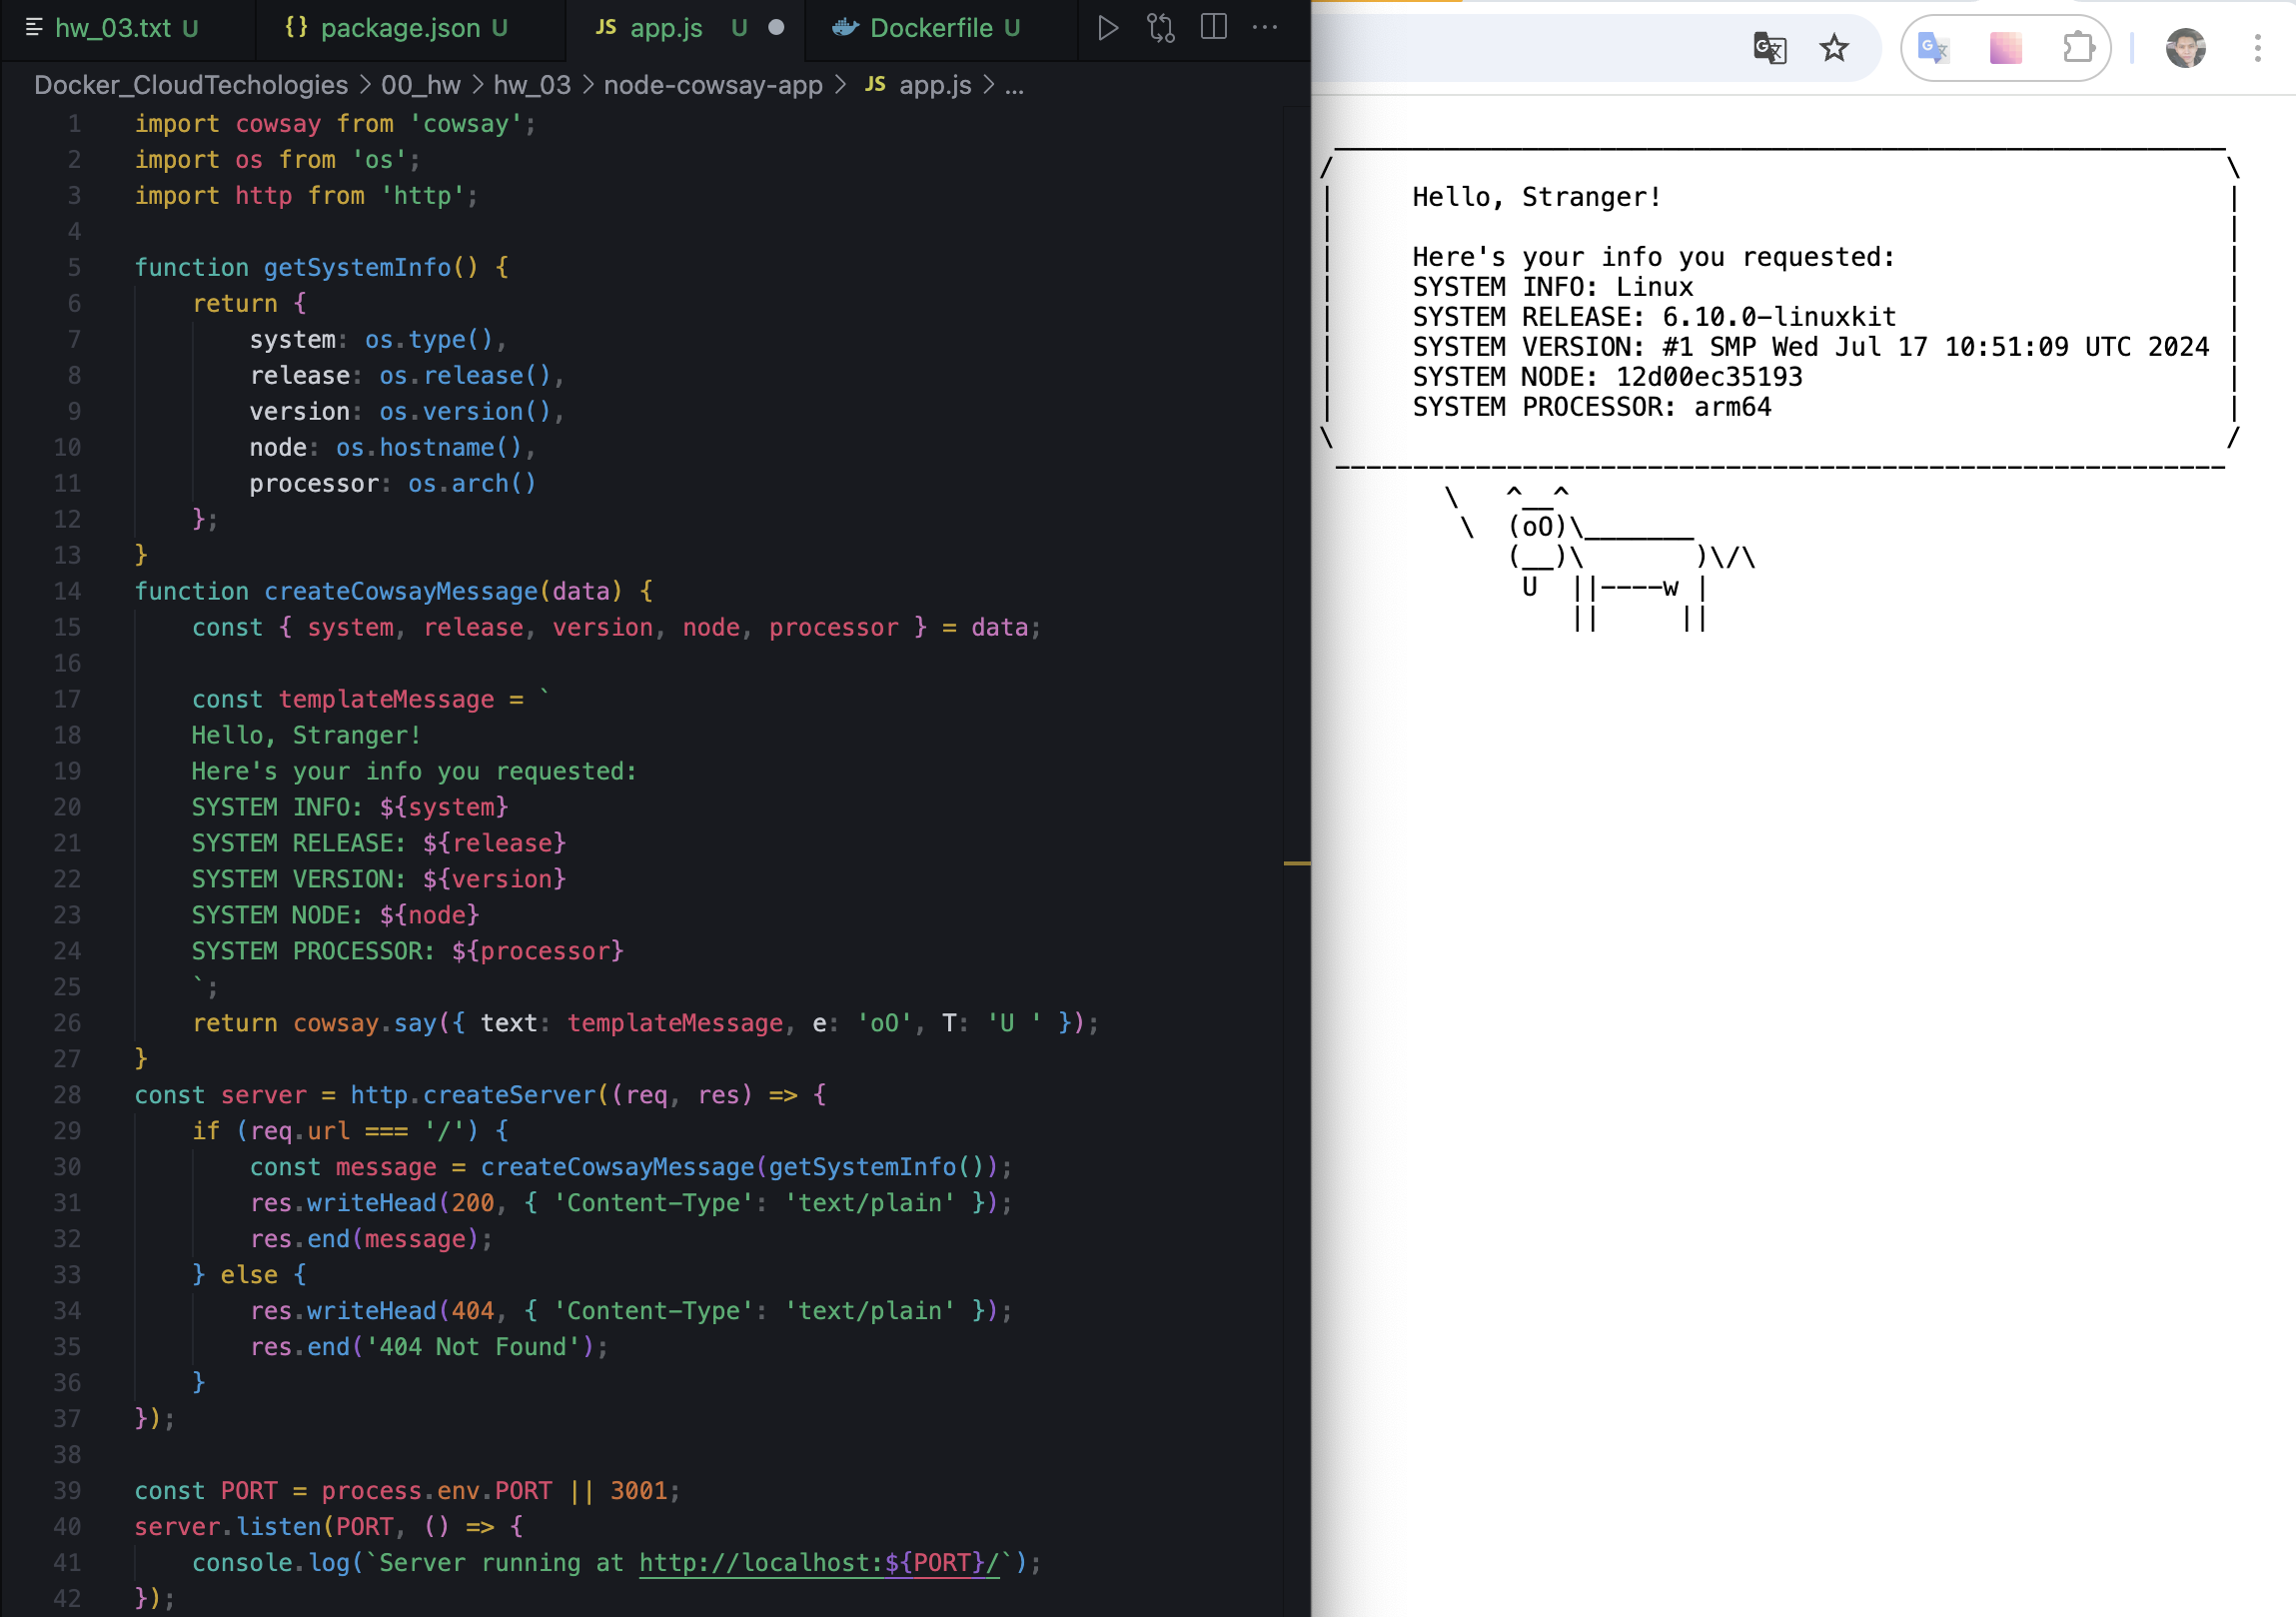 hw_03.txt U
{} package.json U
JS app.js U
Dockerfile U
Docker_CloudTechologies > 00_hw > hw_03 > node-cowsay-app > JS app.js > ...
1 import cowsay from 'cowsay';
2 import os from 'os';
3 import http from 'http';
4
5 function getSystemInfo() {
6     return {
7         system: os.type(),
8         release: os.release(),
9         version: os.version(),
10         node: os.hostname(),
11         processor: os.arch()
12     };
13 }
14 function createCowsayMessage(data) {
15     const { system, release, version, node, processor } = data;
16
17     const templateMessage = `
18     Hello, Stranger!
19     Here's your info you requested:
20     SYSTEM INFO: ${system}
21     SYSTEM RELEASE: ${release}
22     SYSTEM VERSION: ${version}
23     SYSTEM NODE: ${node}
24     SYSTEM PROCESSOR: ${processor}
25     `;
26     return cowsay.say({ text: templateMessage, e: 'oO', T: 'U ' });
27 }
28 const server = http.createServer((req, res) => {
29     if (req.url === '/') {
30         const message = createCowsayMessage(getSystemInfo());
31         res.writeHead(200, { 'Content-Type': 'text/plain' });
32         res.end(message);
33     } else {
34         res.writeHead(404, { 'Content-Type': 'text/plain' });
35         res.end('404 Not Found');
36     }
37 });
38
39 const PORT = process.env.PORT || 3001;
40 server.listen(PORT, () => {
41     console.log(`Server running at http://localhost:${PORT}/`);
42 });
 _________________________________________________________
/                                                         \
|     Hello, Stranger!                                    |
|                                                         |
|     Here's your info you requested:                     |
|     SYSTEM INFO: Linux                                  |
|     SYSTEM RELEASE: 6.10.0-linuxkit                     |
|     SYSTEM VERSION: #1 SMP Wed Jul 17 10:51:09 UTC 2024 |
|     SYSTEM NODE: 12d00ec35193                           |
|     SYSTEM PROCESSOR: arm64                             |
\                                                         /
 ---------------------------------------------------------
        \   ^__^
         \  (oO)\_______
            (__)\       )\/\
             U  ||----w |
                ||     ||